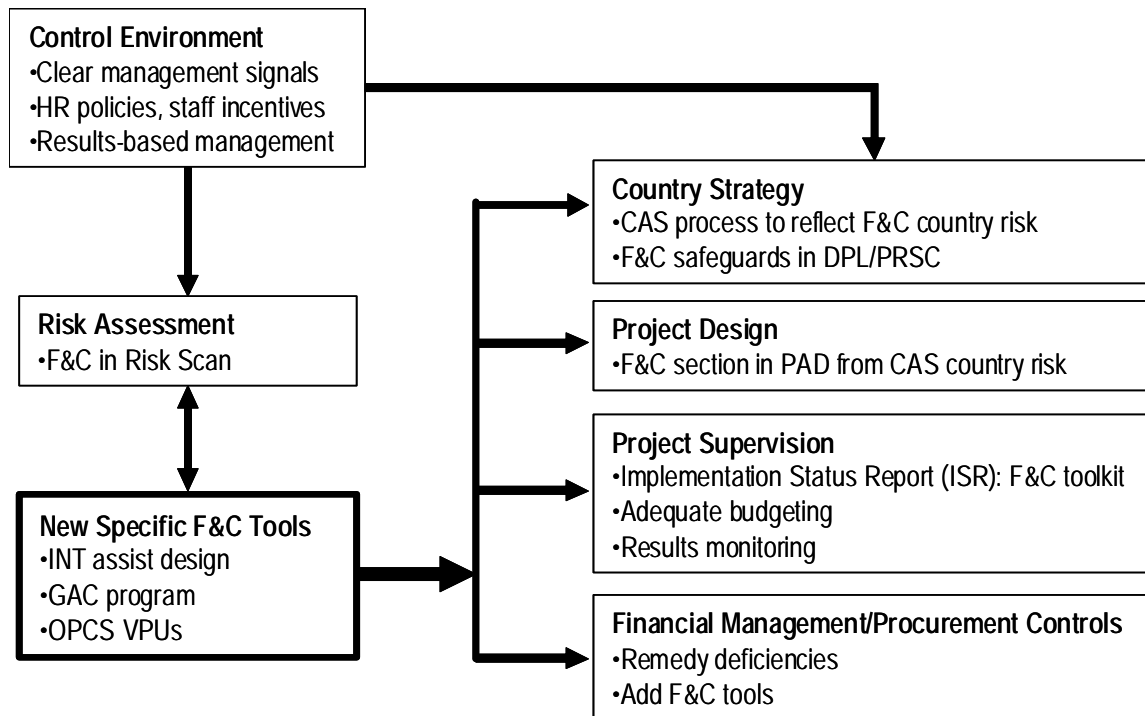 Control Environment
•Clear management signals
•HR policies, staff incentives
•Results-based management
Risk Assessment
•F&C in Risk Scan
New Specific F&C Tools
•INT assist design
•GAC program
•OPCS VPUs
Country Strategy
•CAS process to reflect F&C country risk
•F&C safeguards in DPL/PRSC
Project Design
•F&C section in PAD from CAS country risk
Project Supervision
•Implementation Status Report (ISR): F&C toolkit
•Adequate budgeting
•Results monitoring
Financial Management/Procurement Controls
•Remedy deficiencies
•Add F&C tools